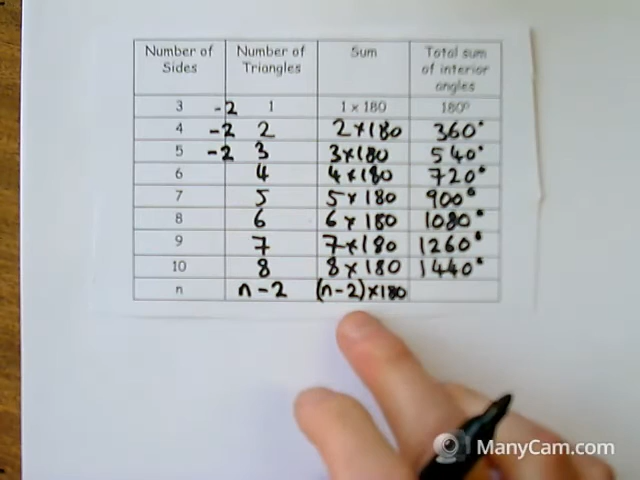 Number of Sides Number of Triangles Sum Total sum of interior angles
3 -2 1 1 x 180 180°
4 -2 2 2×180 360°
5 -2 3 3×180 540°
6 4 4×180 720°
7 5 5×180 900°
8 6 6×180 1080°
9 7 7×180 1260°
10 8 8×180 1440°
n n-2 (n-2)×180
ManyCam.com